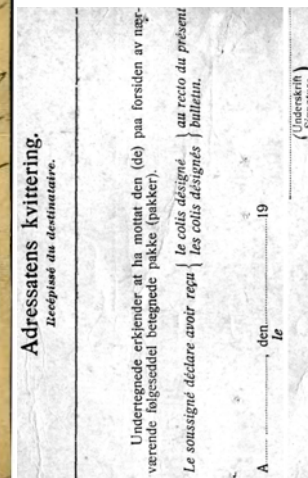 Adressatens kvittering.
Recépissé du destinataire.
Undertegnede erkjender at ha mottat den (de) paa forsiden av nær-
værende følgeseddel betegnede pakke (pakker).
Le soussigné déclare avoir reçu { le colis désigné } au recto du présent
{ les colis désignés } bulletin.
A ............, den ............ 19
le
(Underskrift)